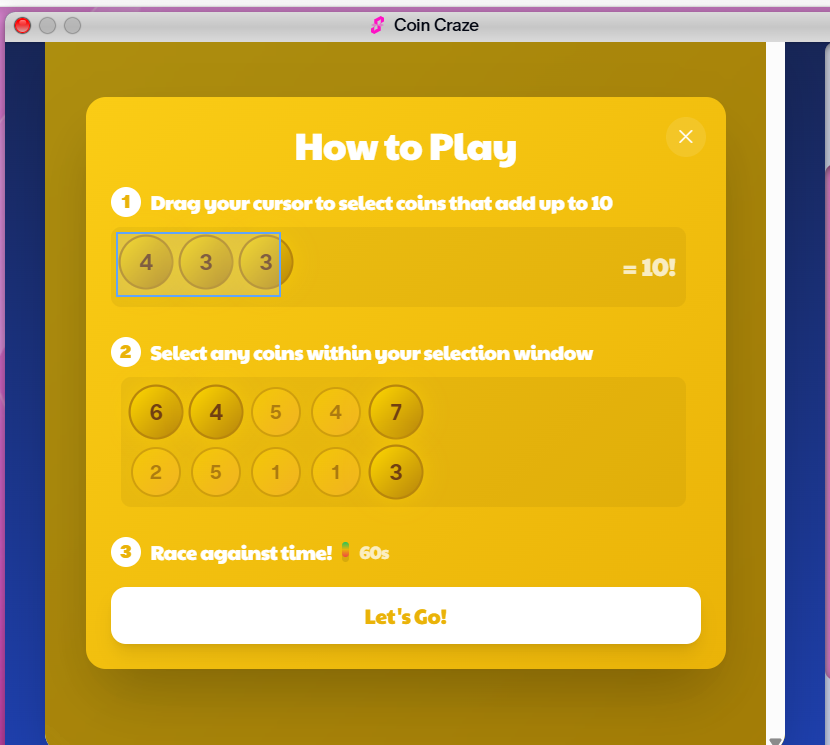 Coin Craze
How to Play
1 Drag your cursor to select coins that add up to 10
4 3 3 = 10!
2 Select any coins within your selection window
6 4 5 4 7
2 5 1 1 3
3 Race against time! 60s
Let's Go!